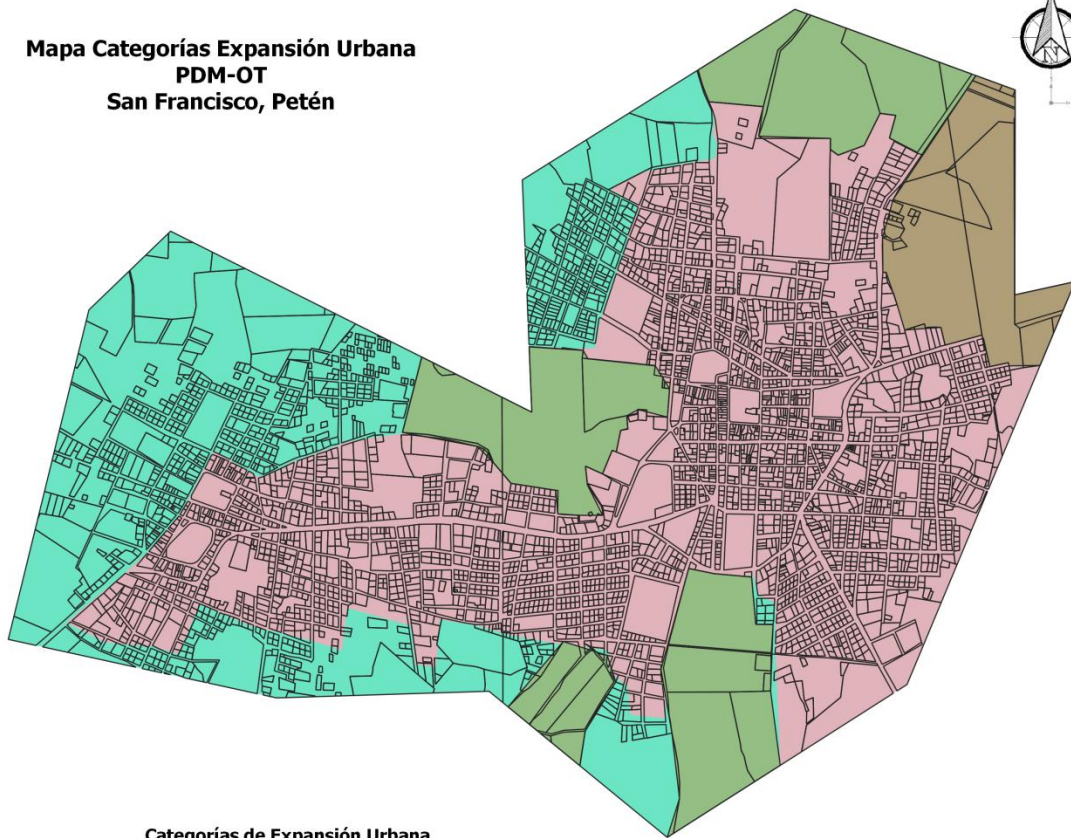 Mapa Categorías Expansión Urbana
PDM-OT
San Francisco, Petén
N
Categorías de Expansión Urbana